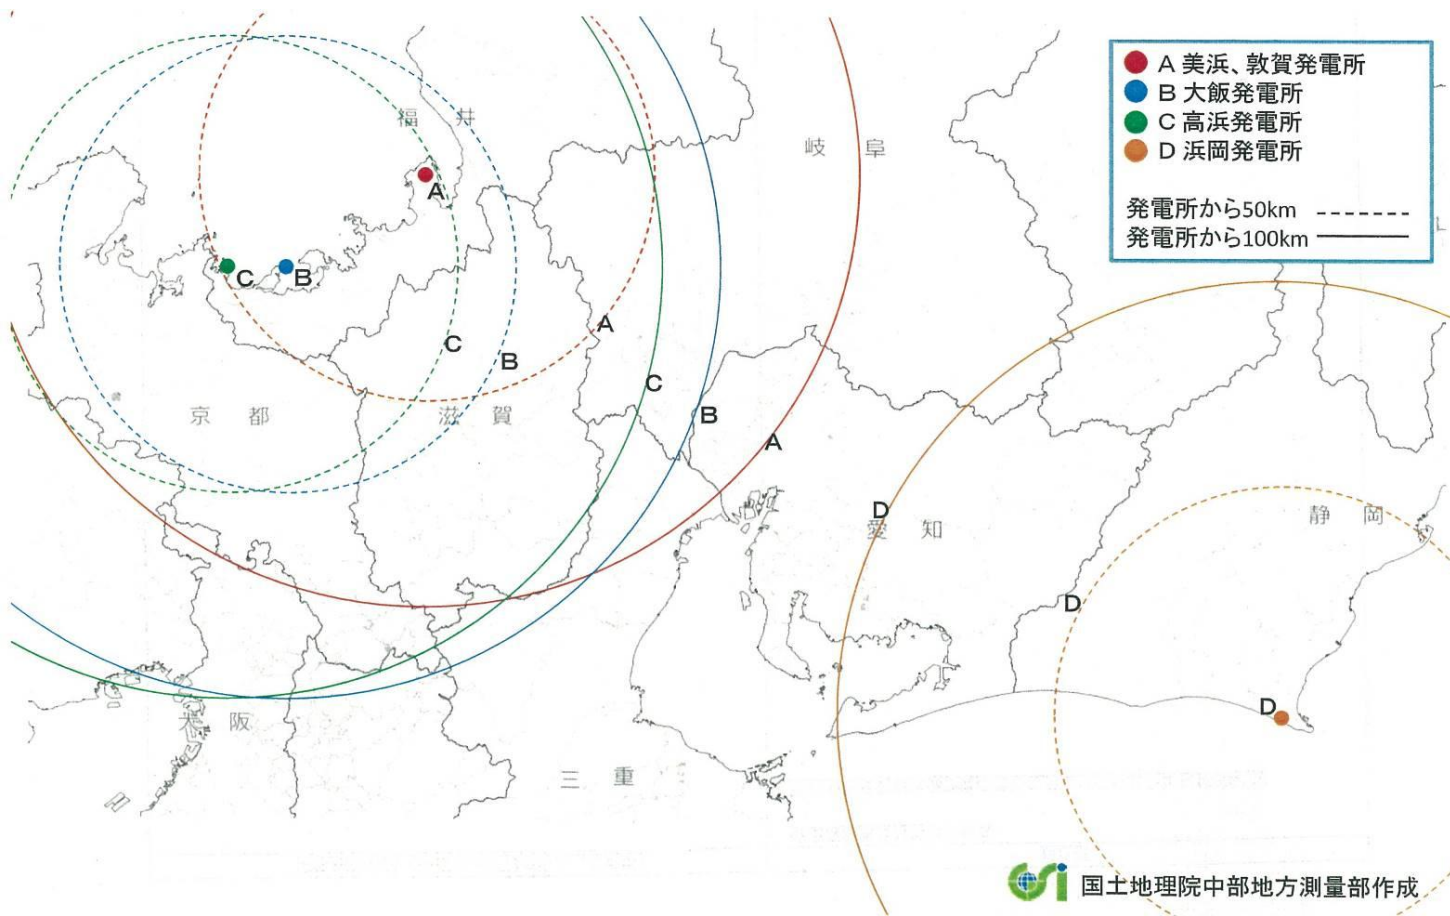 A 美浜、敦賀発電所
B 大飯発電所
C 高浜発電所
D 浜岡発電所
発電所から50km
発電所から100km
福 井
岐 阜
A
C
B
A
C
B
C
京 都
滋 賀
B
A
D
愛 知
静 岡
D
D
大 阪
三 重
国土地理院中部地方測量部作成